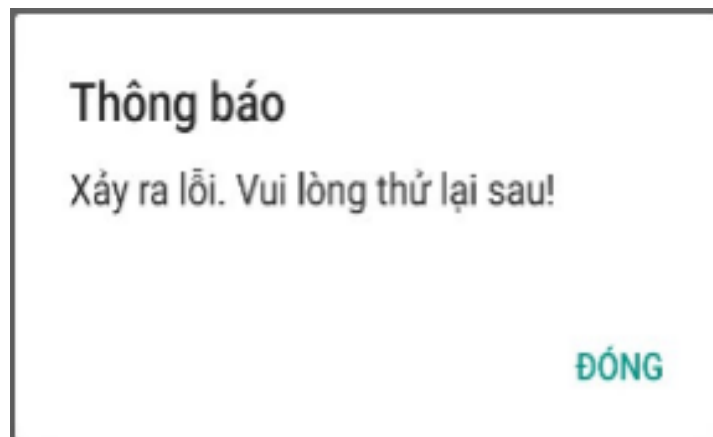 Thông báo
Xảy ra lỗi. Vui lòng thử lại sau!
ĐÓNG